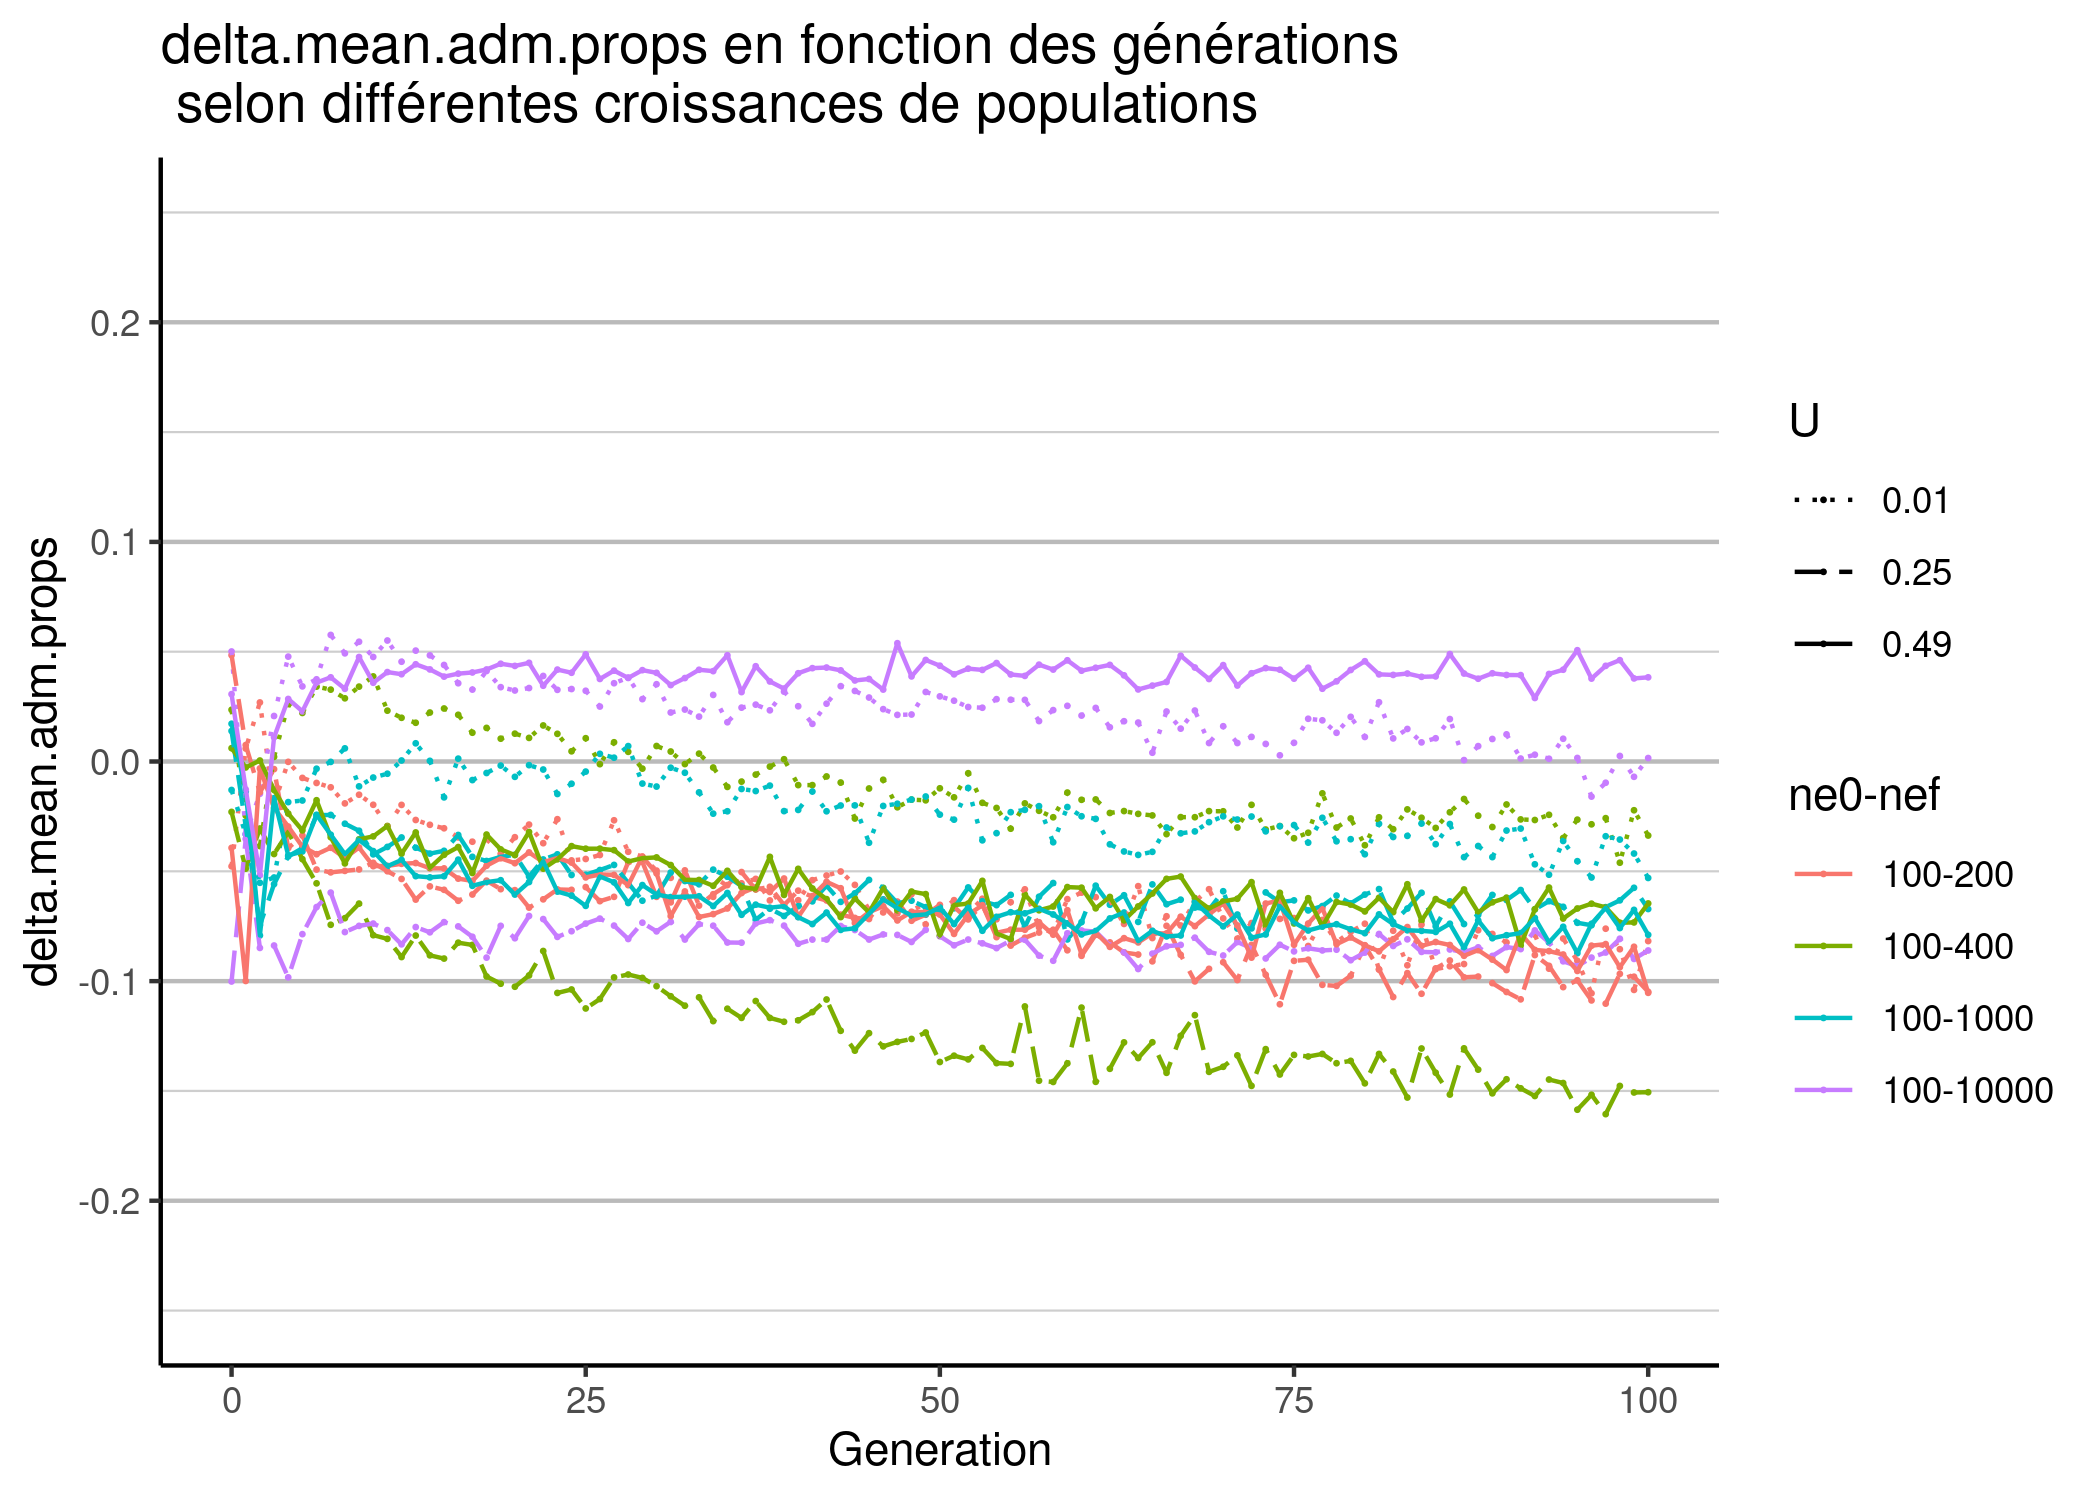 delta.mean.adm.props en fonction des générations
selon différentes croissances de populations
delta.mean.adm.props
0.2
0.1
0.0
-0.1
-0.2
0
25
50
75
100
Generation
U
0.01
0.25
0.49
ne0-nef
100-200
100-400
100-1000
100-10000